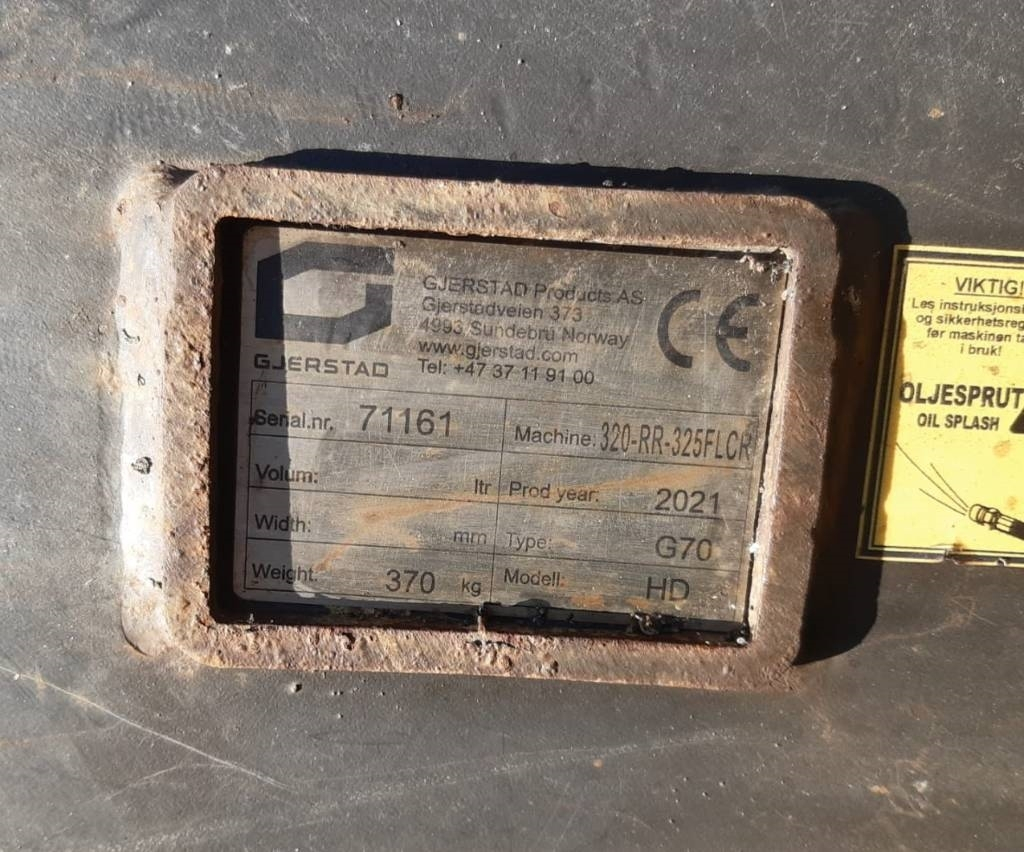 GJERSTAD
GJERSTAD Products AS
Gjerstadveien 373
4993 Sundebru Norway
www.gjerstad.com
Tel: +47 37 11 91 00
CE
Serial.nr. 71161
Machine: 320-RR-325FLCR
Volum: ltr
Prod year: 2021
Width: mm
Type: G70
Weight: 370 kg
Modell: HD
VIKTIG!
Les
og sikkerhetsreg
før maskinen ta
i bruk!
OLJESPRUT
OIL SPLASH